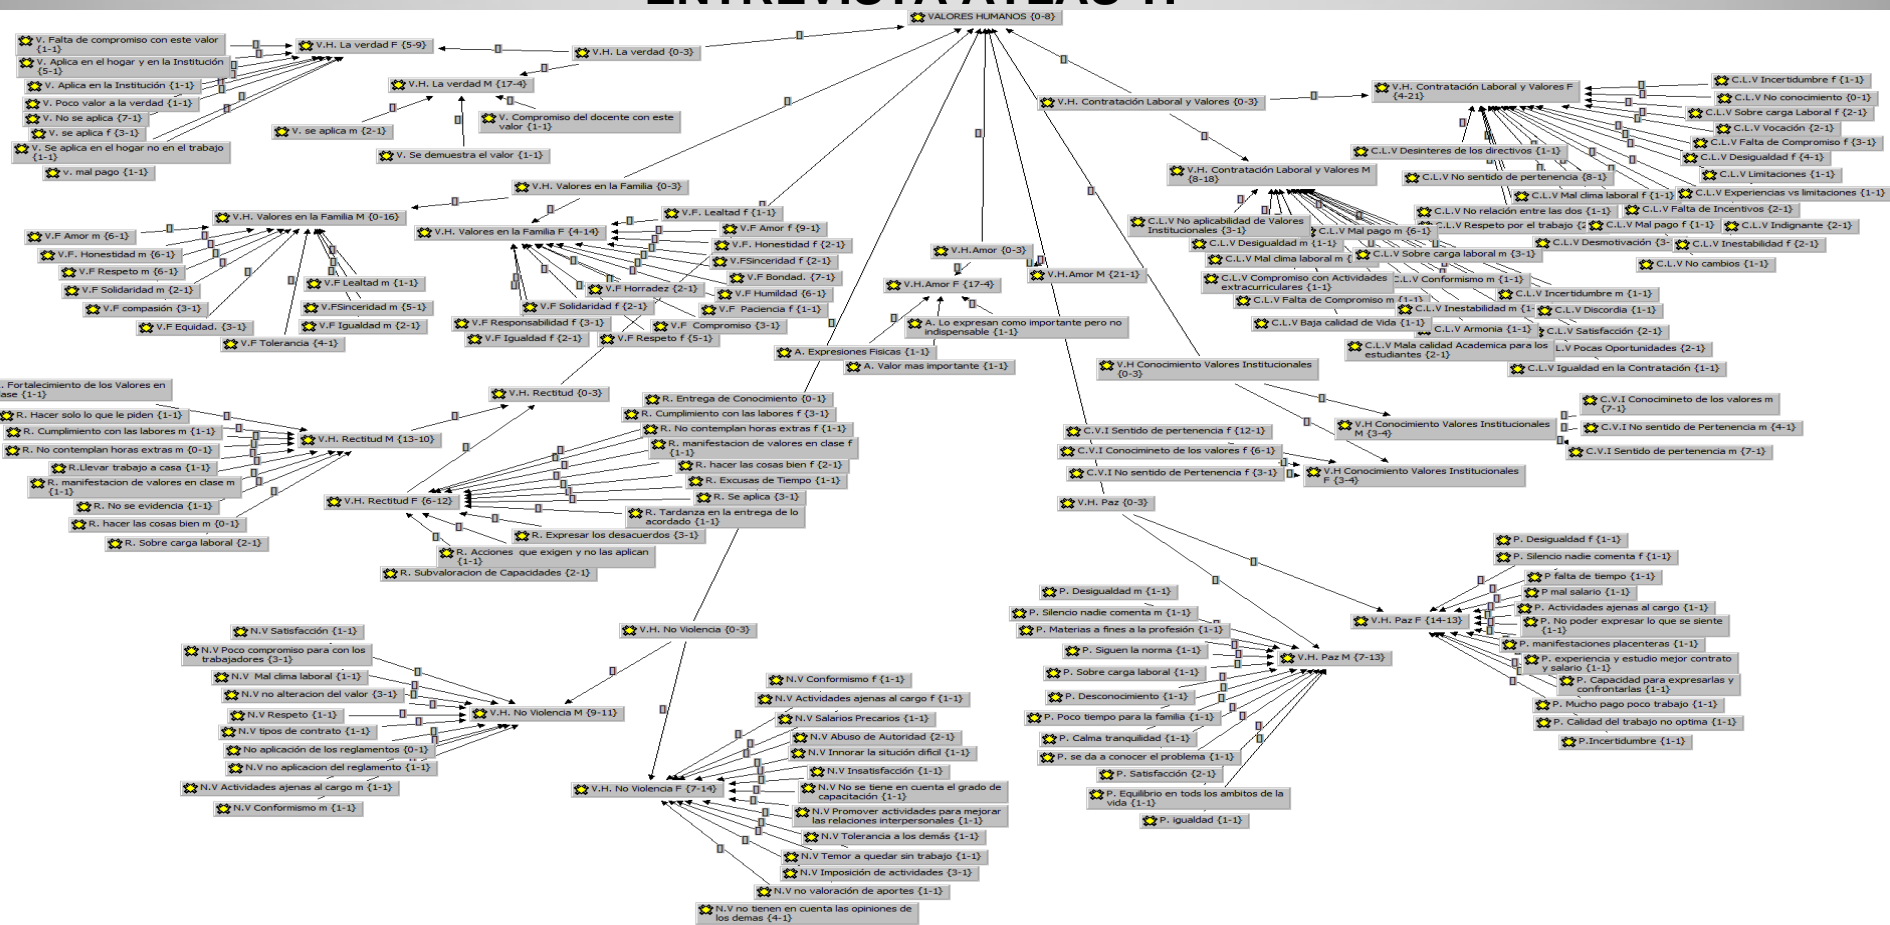 VALORES HUMANOS {0-8}
V. Falta de compromiso con este valor
{1-1}
V. Aplica en el hogar y en la Institución
{5-1}
V. Aplica en la Institución {1-1}
V. Poco valor a la verdad {1-1}
V. No se aplica {7-1}
V. se aplica f {3-1}
V. Se aplica en el hogar no en el trabajo
{1-1}
v. mal pago {1-1}
V.H. La verdad F {5-9}
V.H. La verdad {0-3}
V.H. La verdad M {17-4}
V. se aplica m {2-1}
V. Compromiso del docente con este
valor {1-1}
V. Se demuestra el valor {1-1}
V.H. Valores en la Familia {0-3}
V.H. Valores en la Familia M {0-16}
V.F Amor m {6-1}
V.F. Honestidad m {6-1}
V.F Respeto m {6-1}
V.F Solidaridad m {2-1}
V.F compasión {3-1}
V.F Equidad. {3-1}
V.F Tolerancia {4-1}
V.F Lealtad m {1-1}
V.FSinceridad m {5-1}
V.F Igualdad m {2-1}
V.H. Valores en la Familia F {4-14}
V.F. Lealtad f {1-1}
V.F Amor f {9-1}
V.F. Honestidad f {2-1}
V.FSinceridad f {2-1}
V.F Bondad. {7-1}
V.F Horradez {2-1}
V.F Humildad {6-1}
V.F Solidaridad f {2-1}
V.F Paciencia f {1-1}
V.F Responsabilidad f {3-1}
V.F Compromiso {3-1}
V.F Igualdad f {2-1}
V.F Respeto f {5-1}
V.H.Amor {0-3}
V.H.Amor M {21-1}
V.H.Amor F {17-4}
A. Lo expresan como importante pero no
indispensable {1-1}
A. Expresiones Fisicas {1-1}
A. Valor mas importante {1-1}
V.H. Contratación Laboral y Valores {0-3}
V.H. Contratación Laboral y Valores F
{4-21}
C.L.V Incertidumbre f {1-1}
C.L.V No conocimiento {0-1}
C.L.V Sobre carga Laboral f {2-1}
C.L.V Vocación {2-1}
C.L.V Falta de Compromiso f {3-1}
C.L.V Desinteres de los directivos {1-1}
C.L.V Desigualdad f {4-1}
C.L.V No sentido de pertenencia {8-1}
C.L.V Limitaciones {1-1}
C.L.V Mal clima laboral f {1-1}
C.L.V Experiencias vs limitaciones {1-1}
C.L.V No relación entre las dos {1-1}
C.L.V Falta de Incentivos {2-1}
C.L.V Respeto por el trabajo
C.L.V Mal pago f {1-1}
C.L.V Indignante {2-1}
C.L.V Desmotivación {3-
C.L.V Inestabilidad f {2-1}
C.L.V No cambios {1-1}
V.H. Contratación Laboral y Valores M
{8-18}
C.L.V No aplicabilidad de Valores
Institucionales {3-1}
C.L.V Mal pago m {6-1}
C.L.V Desigualdad m {1-1}
C.L.V Mal clima laboral m {
C.L.V Sobre carga laboral m {3-1}
C.L.V Compromiso con Actividades
extracurriculares {1-1}
C.L.V Conformismo m {1-1}
C.L.V Falta de Compromiso m {1-1}
C.L.V Incertidumbre m {1-1}
C.L.V Inestabilidad m {1-
C.L.V Discordia {1-1}
C.L.V Baja calidad de Vida {1-1}
C.L.V Armonia {1-1}
C.L.V Satisfacción {2-1}
C.L.V Mala calidad Academica para los
estudiantes {2-1}
L.V Pocas Oportunidades {2-1}
C.L.V Igualdad en la Contratación {1-1}
V.H Conocimiento Valores Institucionales
{0-3}
V.H Conocimiento Valores Institucionales
M {3-4}
C.V.I Conocimineto de los valores m
{7-1}
C.V.I No sentido de Pertenencia m {4-1}
C.V.I Sentido de pertenencia m {7-1}
C.V.I Sentido de pertenencia f {12-1}
C.V.I Conocimineto de los valores f {6-1}
C.V.I No sentido de Pertenencia f {3-1}
V.H Conocimiento Valores Institucionales
F {3-4}
V.H. Rectitud {0-3}
. Fortalecimiento de los Valores en
lase {1-1}
R. Hacer solo lo que le piden {1-1}
R. Cumplimiento con las labores m {1-1}
R. No contemplan horas extras m {0-1}
R.Llevar trabajo a casa {1-1}
R. manifestacion de valores en clase m
{1-1}
R. No se evidencia {1-1}
R. hacer las cosas bien m {0-1}
R. Sobre carga laboral {2-1}
V.H. Rectitud M {13-10}
V.H. Rectitud F {6-12}
R. Entrega de Conocimiento {0-1}
R. Cumplimiento con las labores f {3-1}
R. No contemplan horas extras f {1-1}
R. manifestacion de valores en clase f
{1-1}
R. hacer las cosas bien f {2-1}
R. Excusas de Tiempo {1-1}
R. Se aplica {3-1}
R. Tardanza en la entrega de lo
acordado {1-1}
R. Expresar los desacuerdos {3-1}
R. Acciones que exigen y no las aplican
{1-1}
R. Subvaloracion de Capacidades {2-1}
V.H. Paz {0-3}
V.H. Paz F {14-13}
P. Desigualdad f {1-1}
P. Silencio nadie comenta f {1-1}
P falta de tiempo {1-1}
P mal salario {1-1}
P. Actividades ajenas al cargo {1-1}
P. No poder expresar lo que se siente
{1-1}
P. manifestaciones placenteras {1-1}
P. experiencia y estudio mejor contrato
y salario {1-1}
P. Capacidad para expresarlas y
confrontarlas {1-1}
P. Mucho pago poco trabajo {1-1}
P. Calidad del trabajo no optima {1-1}
P.Incertidumbre {1-1}
V.H. Paz M {7-13}
P. Desigualdad m {1-1}
P. Silencio nadie comenta m {1-1}
P. Materias a fines a la profesión {1-1}
P. Siguen la norma {1-1}
P. Sobre carga laboral {1-1}
P. Desconocimiento {1-1}
P. Poco tiempo para la familia {1-1}
P. Calma tranquilidad {1-1}
P. se da a conocer el problema {1-1}
P. Satisfacción {2-1}
P. Equilibrio en tods los ambitos de la
vida {1-1}
P. igualdad {1-1}
V.H. No Violencia {0-3}
V.H. No Violencia M {9-11}
N.V Satisfacción {1-1}
N.V Poco compromiso para con los
trabajadores {3-1}
N.V Mal clima laboral {1-1}
N.V no alteracion del valor {3-1}
N.V Respeto {1-1}
N.V tipos de contrato {1-1}
No aplicación de los reglamentos {0-1}
N.V no aplicacion del reglamento {1-1}
N.V Actividades ajenas al cargo m {1-1}
N.V Conformismo m {1-1}
V.H. No Violencia F {7-14}
N.V Conformismo f {1-1}
N.V Actividades ajenas al cargo f {1-1}
N.V Salarios Precarios {1-1}
N.V Abuso de Autoridad {2-1}
N.V Innorar la situción dificil {1-1}
N.V Insatisfacción {1-1}
N.V No se tiene en cuenta el grado de
capacitación {1-1}
N.V Promover actividades para mejorar
las relaciones interpersonales {1-1}
N.V Tolerancia a los demás {1-1}
N.V Temor a quedar sin trabajo {1-1}
N.V Imposición de actividades {3-1}
N.V no valoración de aportes {1-1}
N.V no tienen en cuenta las opiniones de
los demas {4-1}